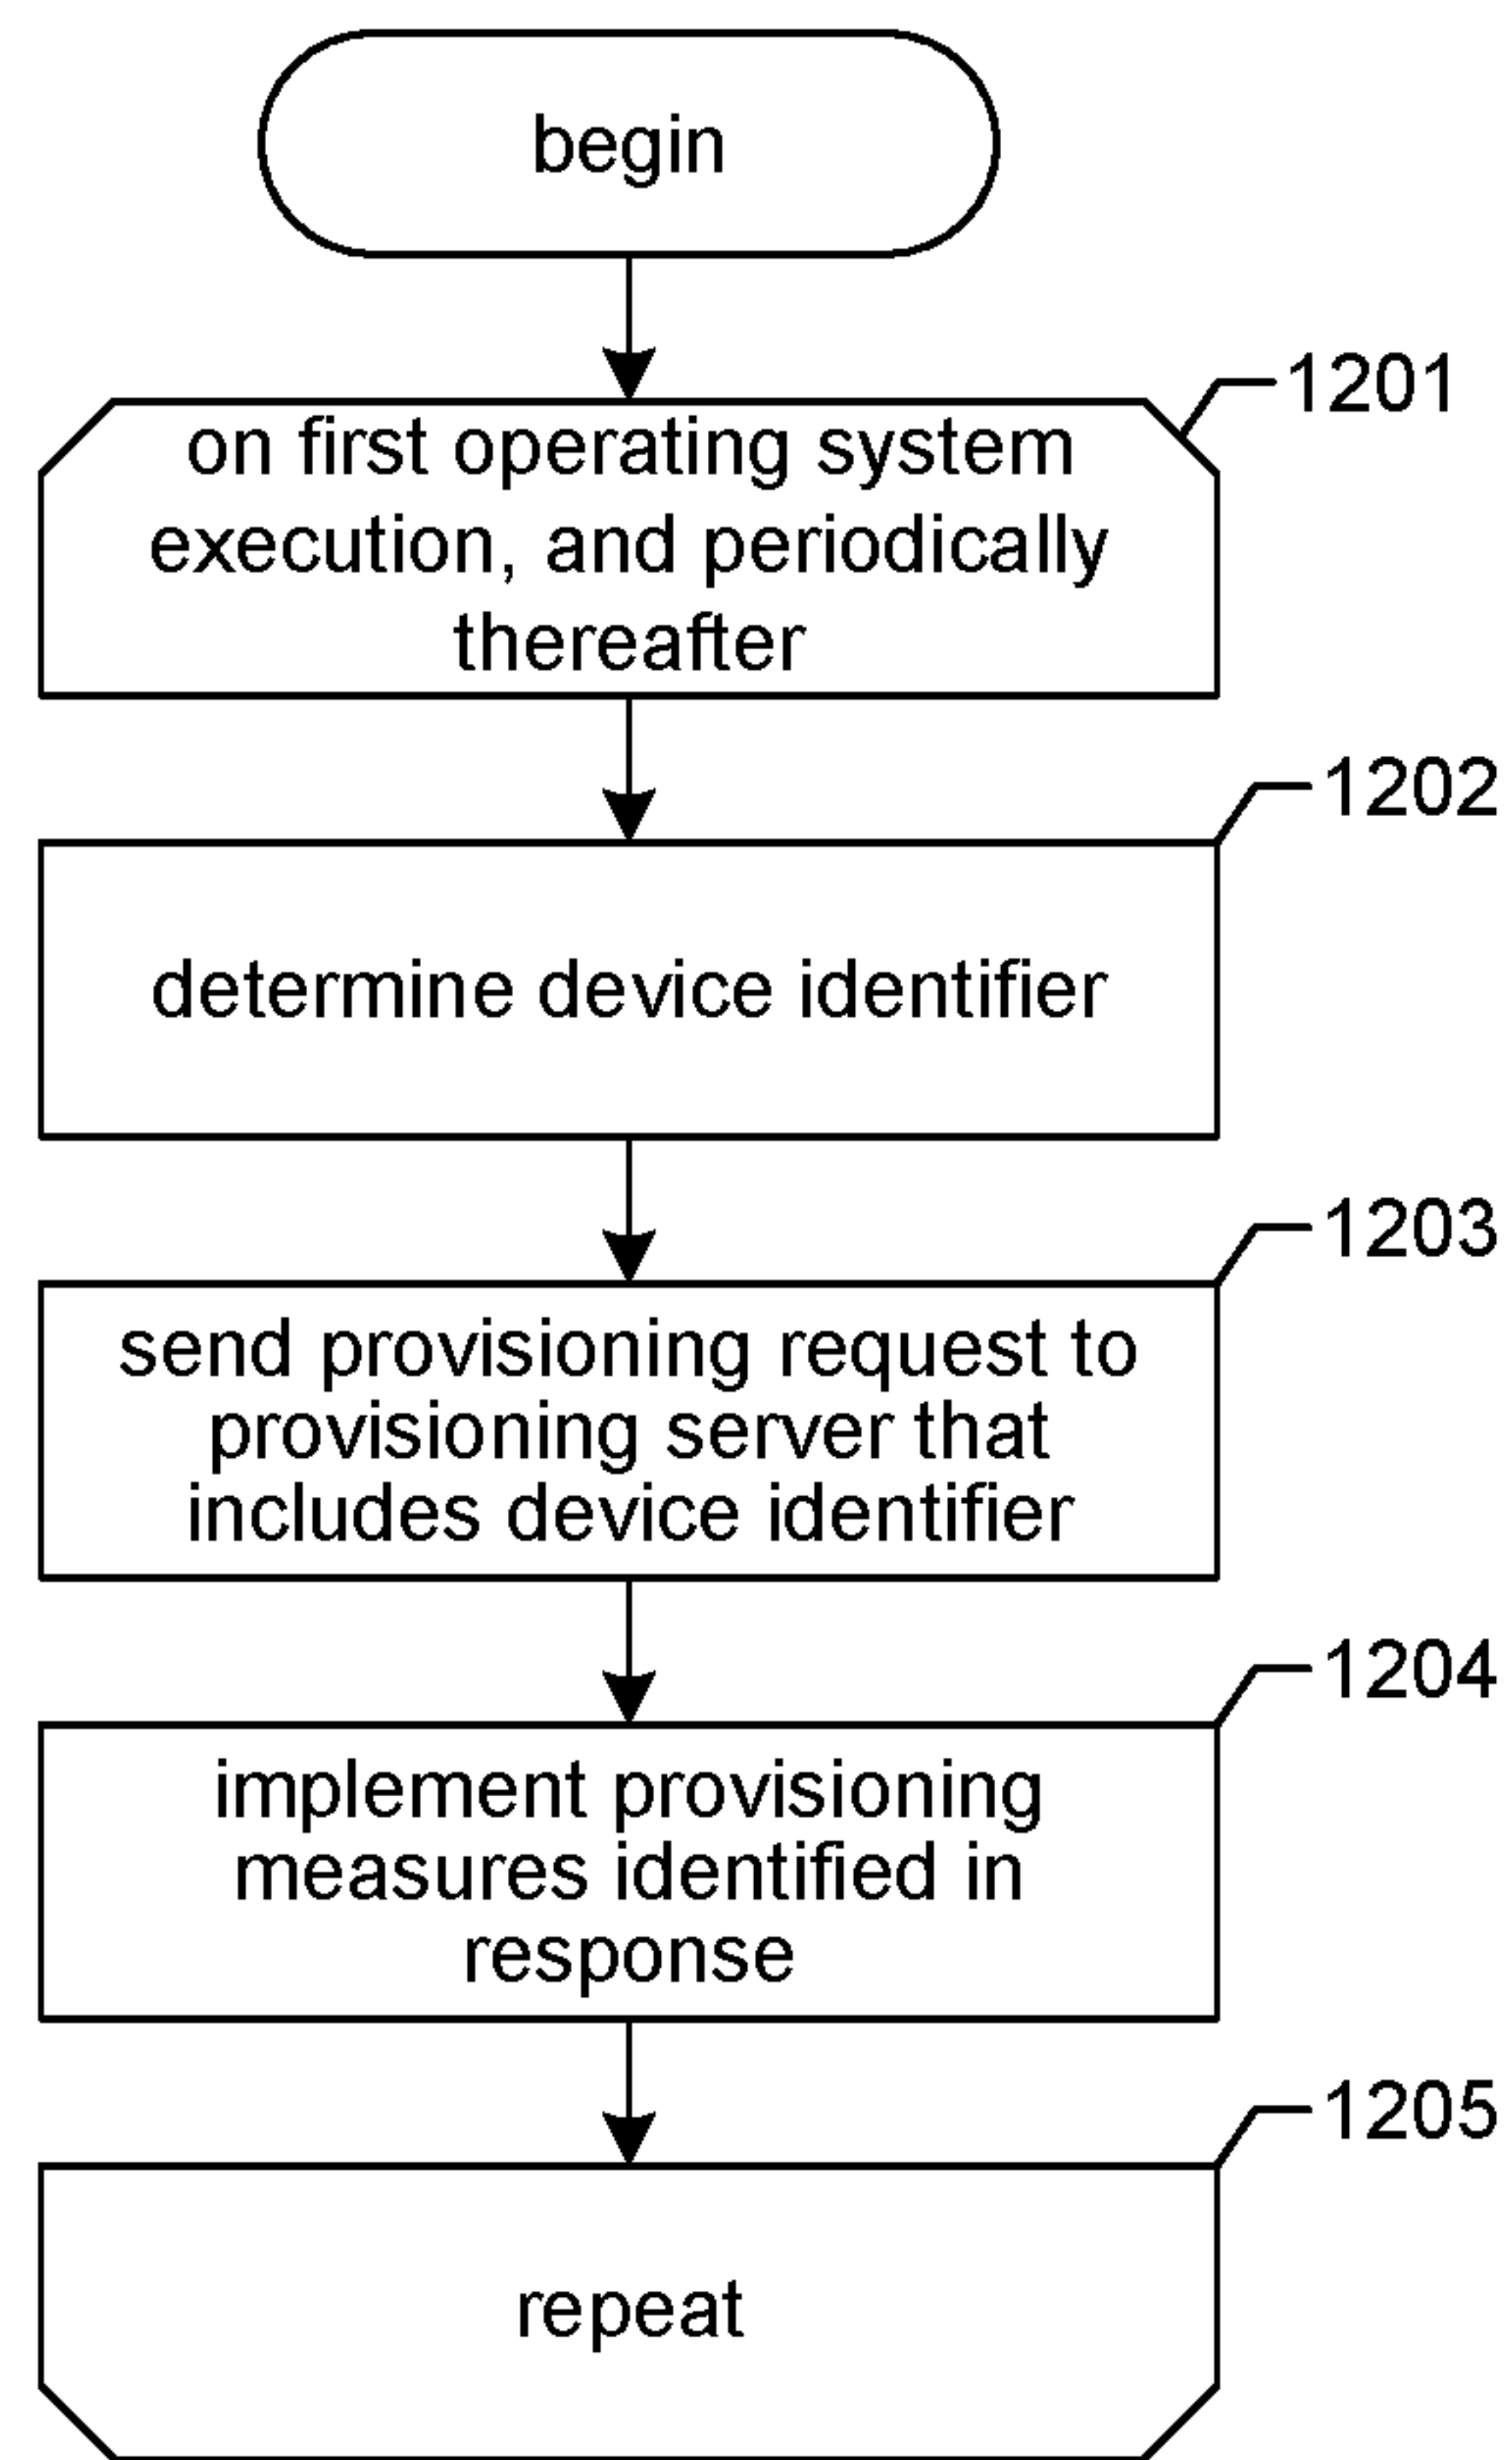 begin
1201
on first operating system
execution, and periodically
thereafter
1202
determine device identifier
1203
send provisioning request to
provisioning server that
includes device identifier
1204
implement provisioning
measures identified in
response
1205
repeat